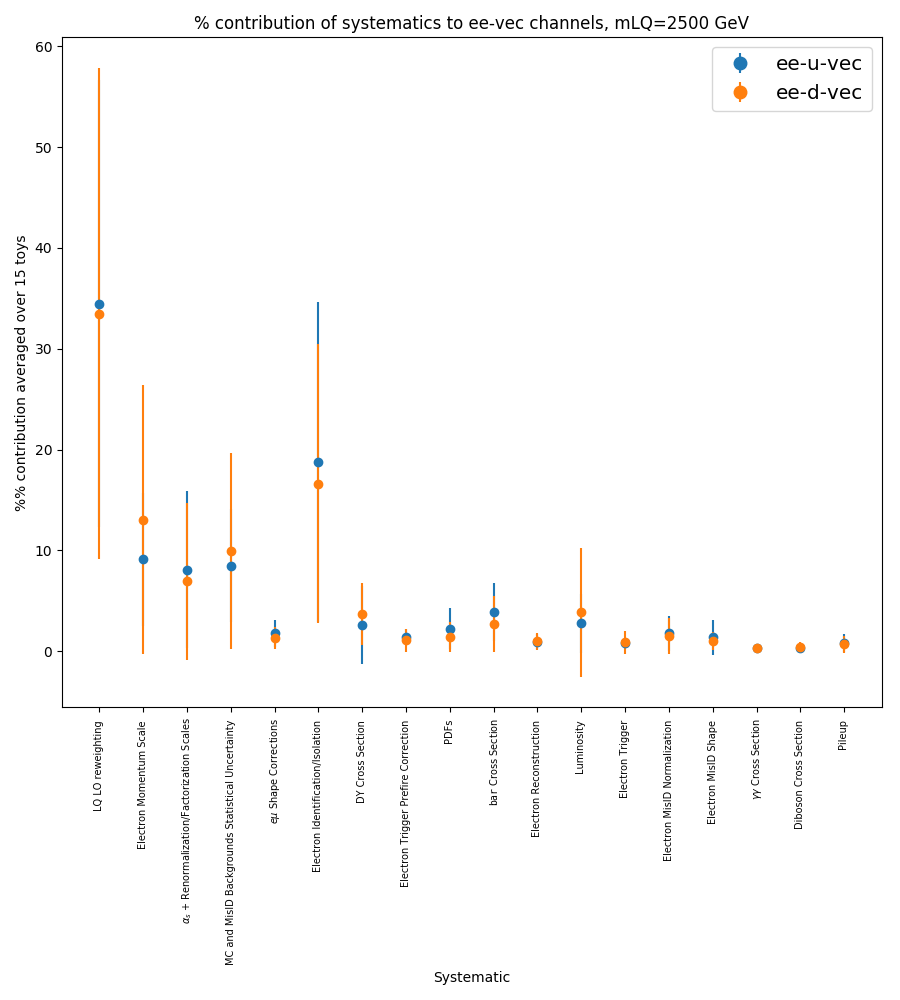 % contribution of systematics to ee-vec channels, mLQ=2500 GeV
ee-u-vec
ee-d-vec
%% contribution averaged over 15 toys
60
50
40
30
20
10
0
LQ LO reweighting
Electron Momentum Scale
αs + Renormalization/Factorization Scales
MC and MisID Backgrounds Statistical Uncertainty
eμ Shape Corrections
Electron Identification/Isolation
DY Cross Section
Electron Trigger Prefire Correction
PDFs
bar Cross Section
Electron Reconstruction
Luminosity
Electron Trigger
Electron MisID Normalization
Electron MisID Shape
γγ Cross Section
Diboson Cross Section
Pileup
Systematic